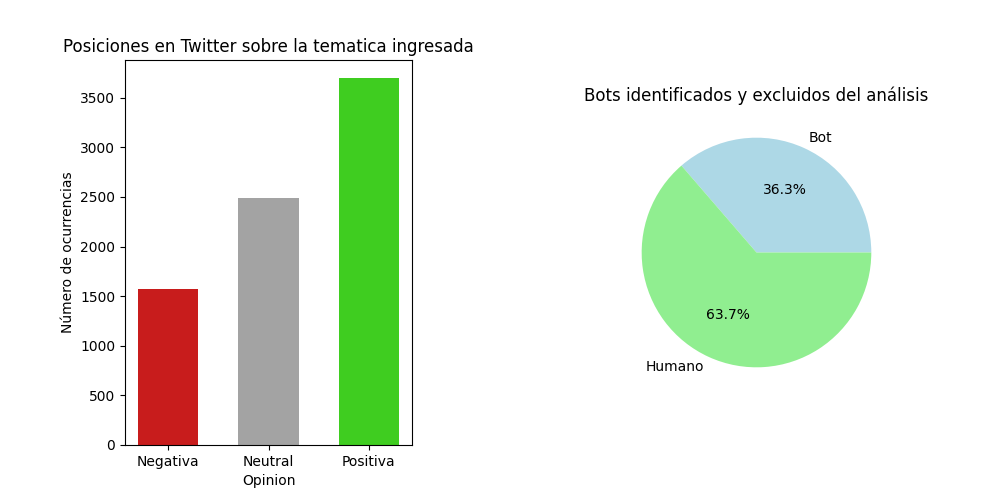 Posiciones en Twitter sobre la tematica ingresada
Número de ocurrencias
3500
3000
2500
2000
1500
1000
500
0
Negativa
Neutral
Positiva
Opinion
Bots identificados y excluidos del análisis
Bot
36.3%
63.7%
Humano